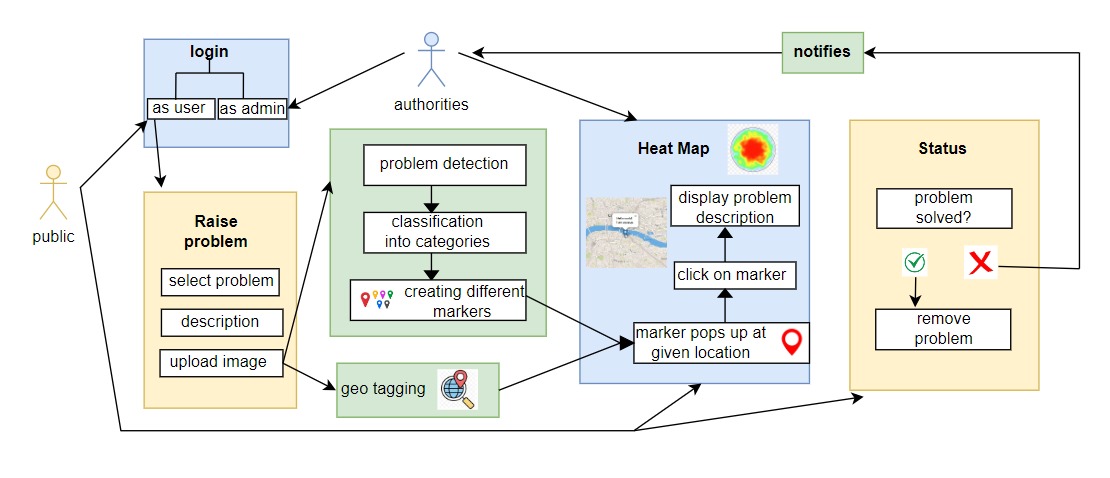 login
as user
as admin
authorities
notifies
public
Raise
problem
select problem
description
upload image
problem detection
classification
into categories
creating different
markers
geo tagging
Heat Map
display problem
description
click on marker
marker pops up at
given location
Status
problem
solved?
remove
problem